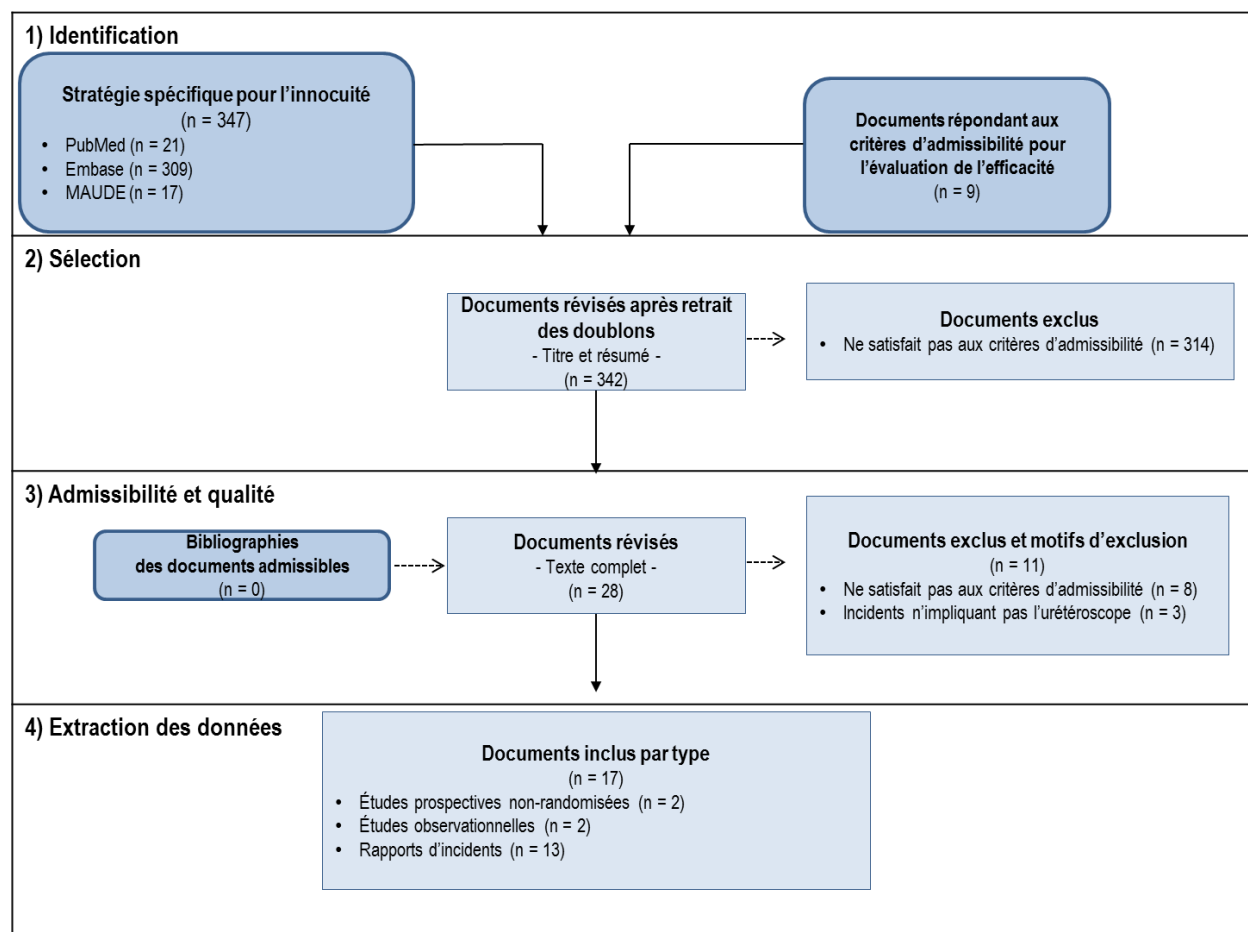 1) Identification
Stratégie spécifique pour l’innocuité
(n = 347)
• PubMed (n = 21)
• Embase (n = 309)
• MAUDE (n = 17)
Documents répondant aux
critères d’admissibilité pour
l’évaluation de l’efficacité
(n = 9)
2) Sélection
Documents révisés après retrait
des doublons
- Titre et résumé -
(n = 342)
Documents exclus
• Ne satisfait pas aux critères d’admissibilité (n = 314)
3) Admissibilité et qualité
Bibliographies
des documents admissibles
(n = 0)
Documents révisés
- Texte complet -
(n = 28)
Documents exclus et motifs d’exclusion
(n = 11)
• Ne satisfait pas aux critères d’admissibilité (n = 8)
• Incidents n’impliquant pas l’urétéroscope (n = 3)
4) Extraction des données
Documents inclus par type
(n = 17)
• Études prospectives non-randomisées (n = 2)
• Études observationnelles (n = 2)
• Rapports d’incidents (n = 13)